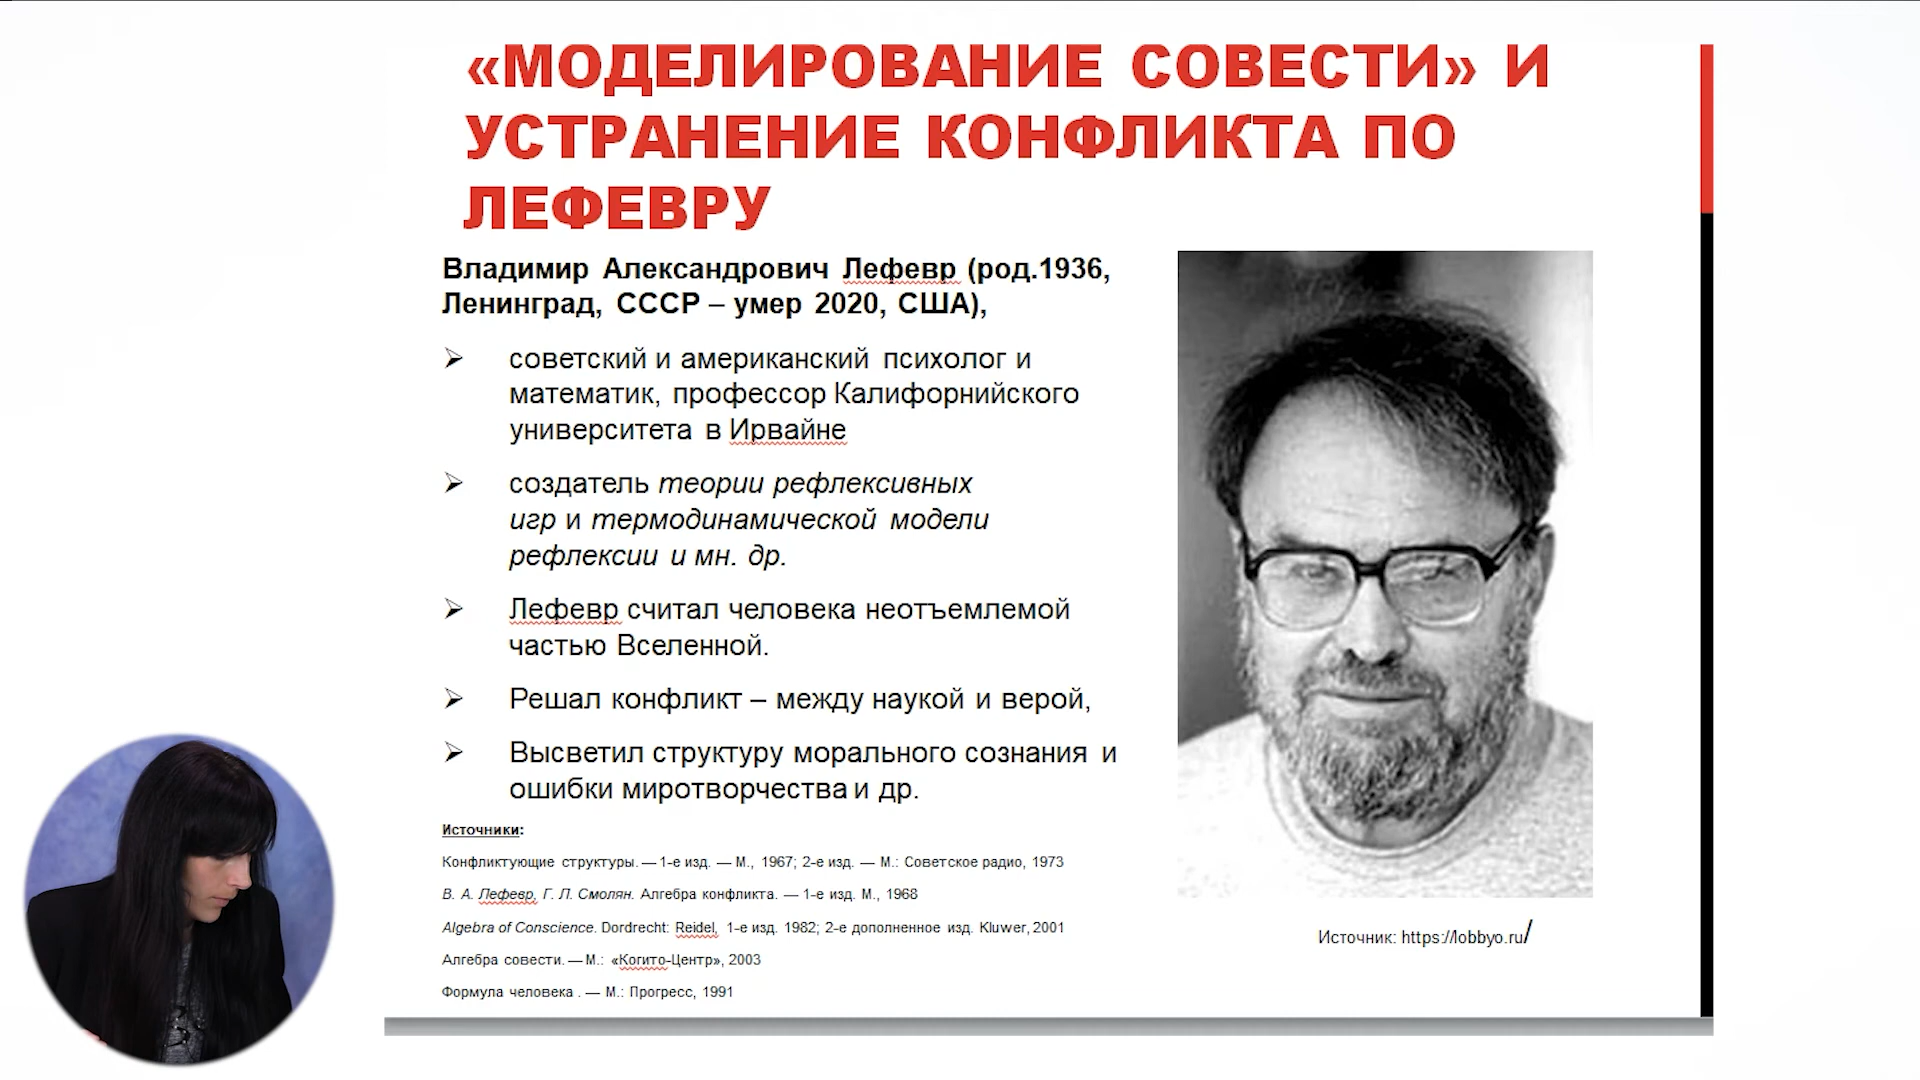 «МОДЕЛИРОВАНИЕ СОВЕСТИ» И
УСТРАНЕНИЕ КОНФЛИКТА ПО
ЛЕФЕВРУ
Владимир Александрович Лефевр (род.1936,
Ленинград, СССР – умер 2020, США),
советский и американский психолог и
математик, профессор Калифорнийского
университета в Ирвайне
создатель теории рефлексивных
игр и термодинамической модели
рефлексии и мн. др.
Лефевр считал человека неотъемлемой
частью Вселенной.
Решал конфликт – между наукой и верой,
Высветил структуру морального сознания и
ошибки миротворчества и др.
Источники:
Конфликтующие структуры. — 1-е изд. — М., 1967; 2-е изд. — М.: Советское радио, 1973
В. А. Лефевр, Г. Л. Смолян. Алгебра конфликта. — 1-е изд. М., 1968
Algebra of Conscience. Dordrecht: Reidel, 1-е изд. 1982; 2-е дополненное изд. Kluwer, 2001
Алгебра совести. — М.: «Когито-Центр», 2003
Формула человека . — М.: Прогресс, 1991
Источник: https://lobbyo.ru/